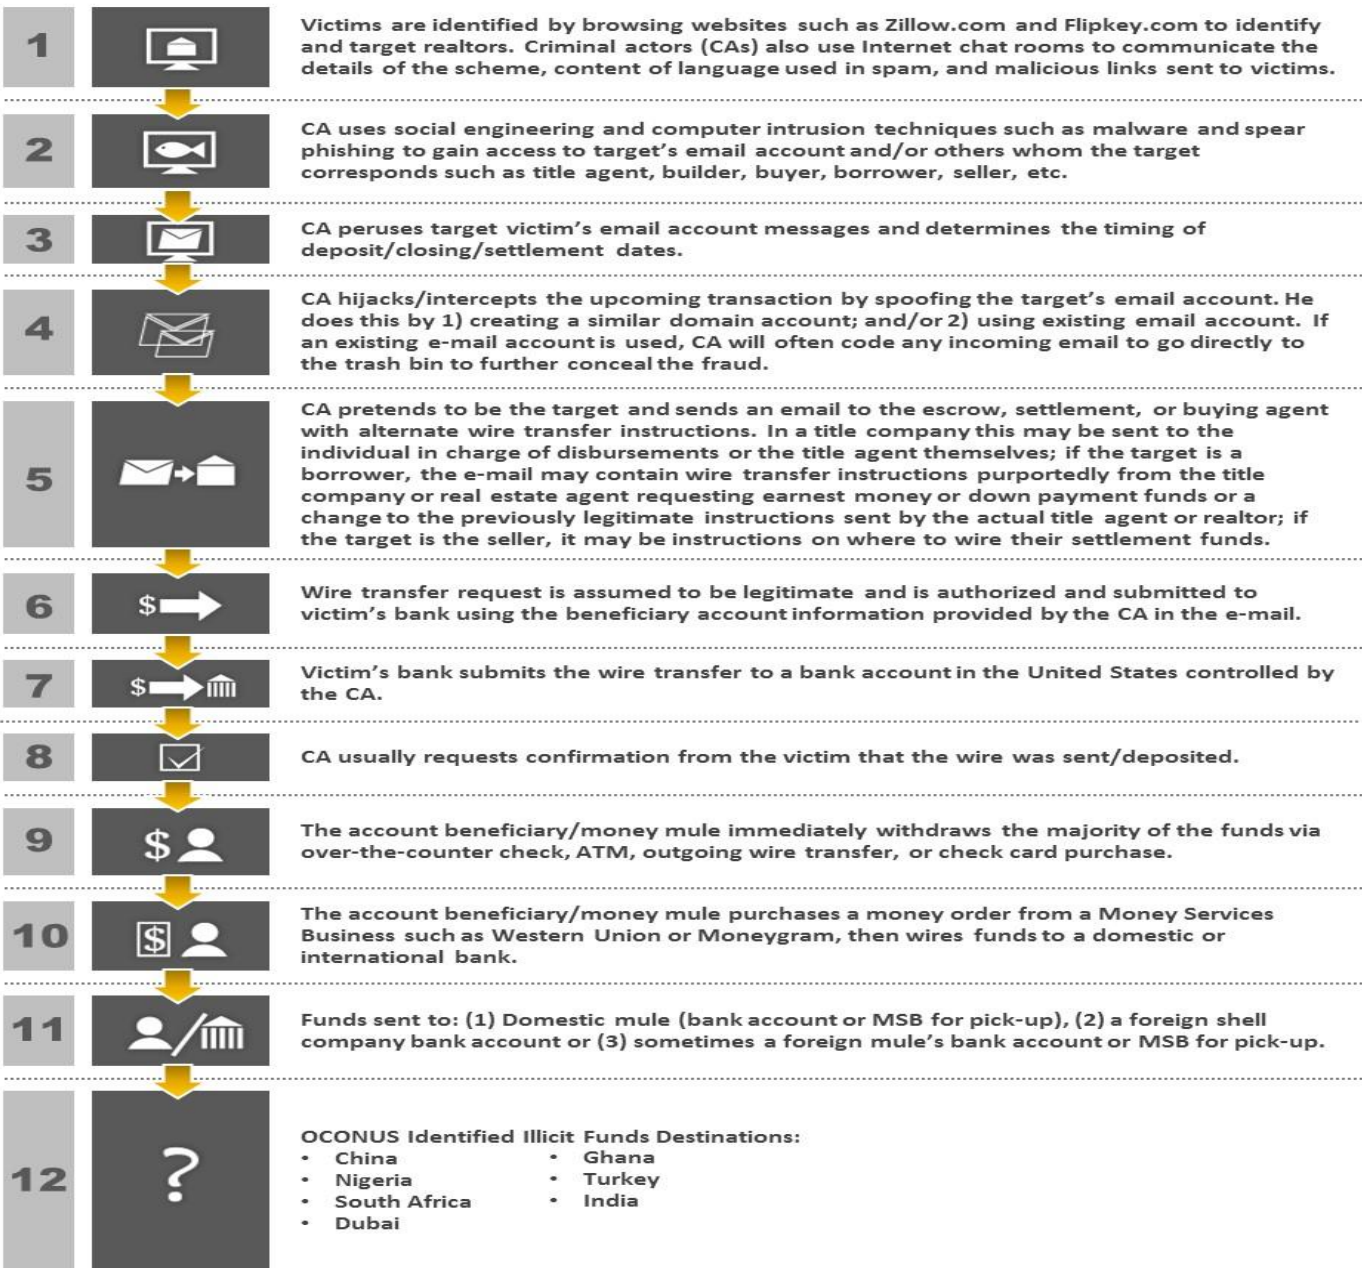 1
Victims are identified by browsing websites such as Zillow.com and Flipkey.com to identify
and target realtors. Criminal actors (CAs) also use Internet chat rooms to communicate the
details of the scheme, content of language used in spam, and malicious links sent to victims.
2
CA uses social engineering and computer intrusion techniques such as malware and spear
phishing to gain access to target's email account and/or others whom the target
corresponds such as title agent, builder, buyer, borrower, seller, etc.
3
CA peruses target victim's email account messages and determines the timing of
deposit/closing/settlement dates.
4
CA hijacks/intercepts the upcoming transaction by spoofing the target's email account. He
does this by 1) creating a similar domain account; and/or 2) using existing email account. If
an existing e-mail account is used, CA will often code any incoming email to go directly to
the trash bin to further conceal the fraud.
5
CA pretends to be the target and sends an email to the escrow, settlement, or buying agent
with alternate wire transfer instructions. In a title company this may be sent to the
individual in charge of disbursements or the title agent themselves; if the target is a
borrower, the e-mail may contain wire transfer instructions purportedly from the title
company or real estate agent requesting earnest money or down payment funds or a
change to the previously legitimate instructions sent by the actual title agent or realtor; if
the target is the seller, it may be instructions on where to wire their settlement funds.
6
$
Wire transfer request is assumed to be legitimate and is authorized and submitted to
victim's bank using the beneficiary account information provided by the CA in the e-mail.
7
$
Victim's bank submits the wire transfer to a bank account in the United States controlled by
the CA.
8
CA usually requests confirmation from the victim that the wire was sent/deposited.
9
$
The account beneficiary/money mule immediately withdraws the majority of the funds via
over-the-counter check, ATM, outgoing wire transfer, or check card purchase.
10
$
The account beneficiary/money mule purchases a money order from a Money Services
Business such as Western Union or Moneygram, then wires funds to a domestic or
international bank.
11
/
Funds sent to: (1) Domestic mule (bank account or MSB for pick-up), (2) a foreign shell
company bank account or (3) sometimes a foreign mule's bank account or MSB for pick-up.
12
?
OCONUS Identified Illicit Funds Destinations:
• China
• Nigeria
• South Africa
• Dubai
• Ghana
• Turkey
• India